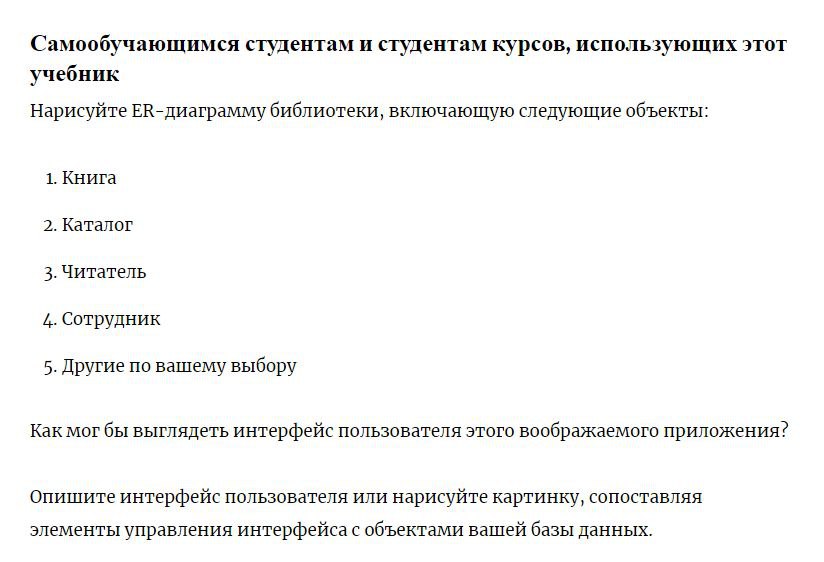 Самообучающимся студентам и студентам курсов, использующих этот
учебник
Нарисуйте ER-диаграмму библиотеки, включающую следующие объекты:
1. Книга
2. Каталог
3. Читатель
4. Сотрудник
5. Другие по вашему выбору
Как мог бы выглядеть интерфейс пользователя этого воображаемого приложения?
Опишите интерфейс пользователя или нарисуйте картинку, сопоставляя
элементы управления интерфейса с объектами вашей базы данных.